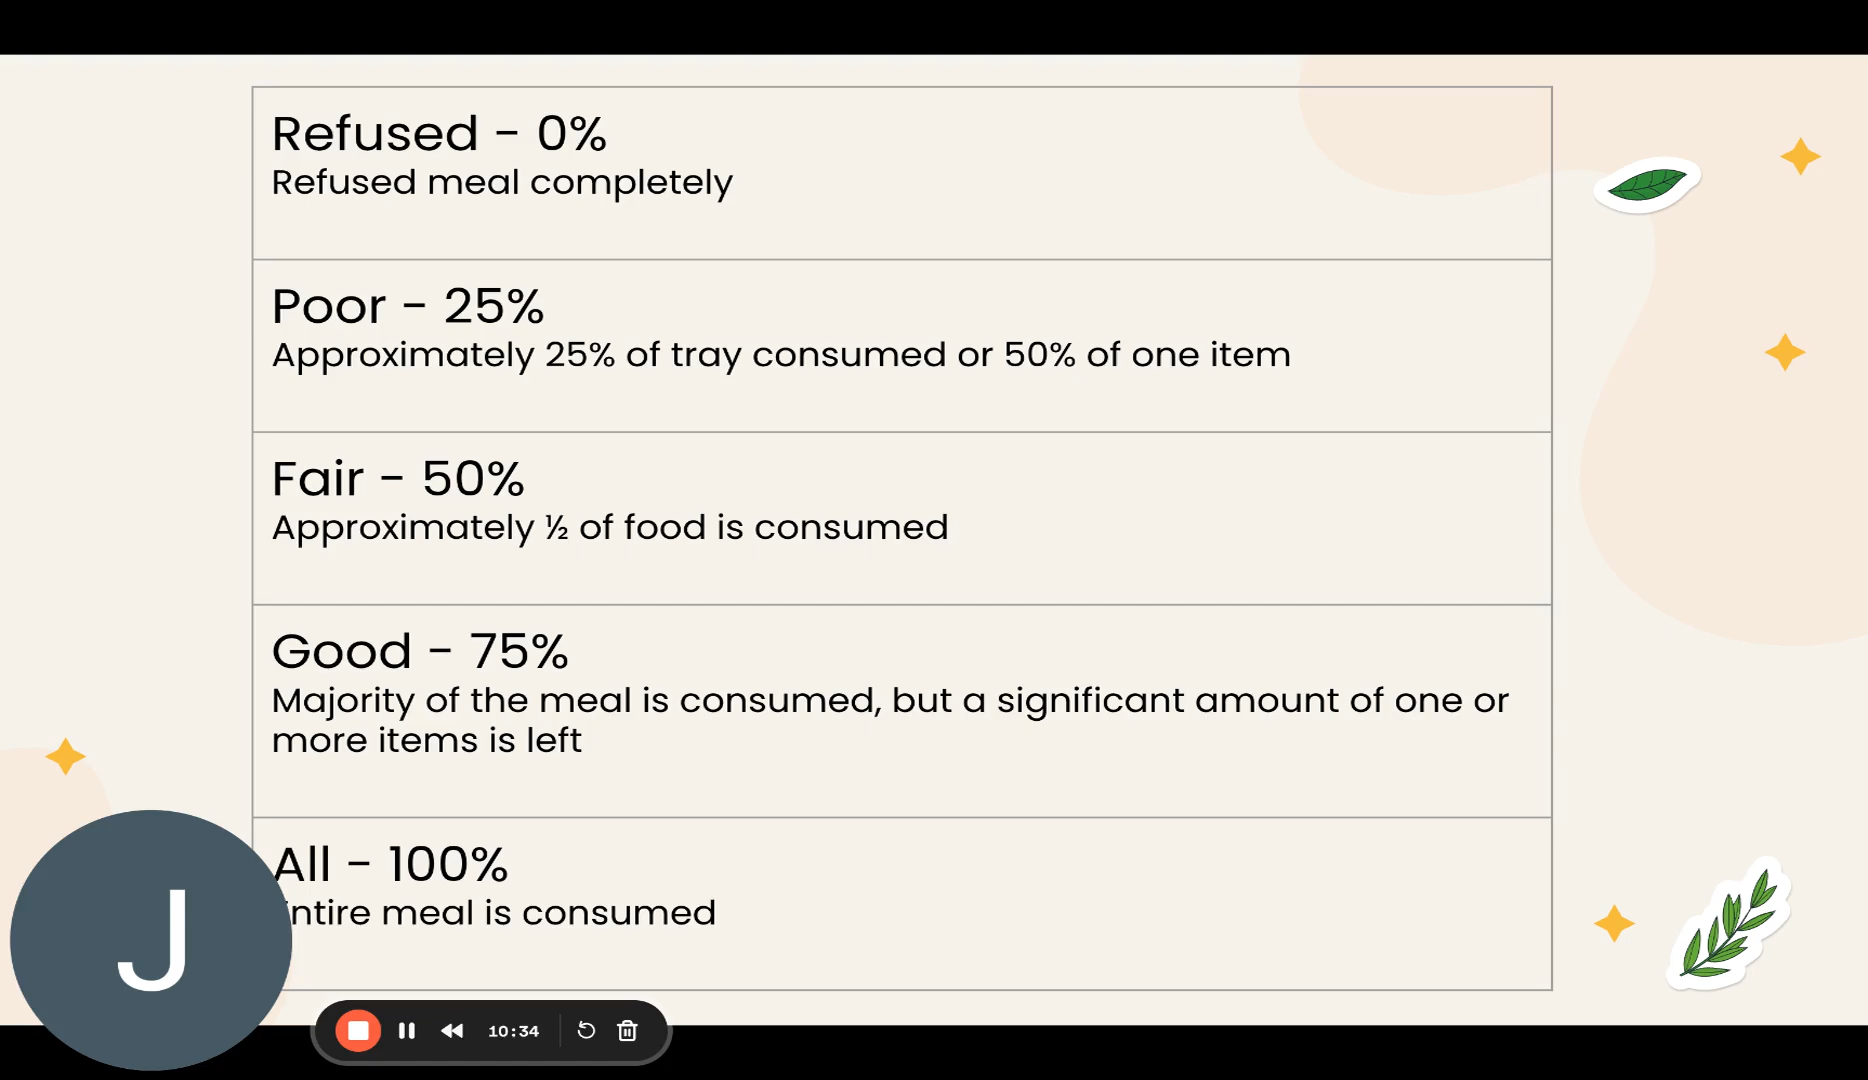 Refused - 0%
Refused meal completely
Poor - 25%
Approximately 25% of tray consumed or 50% of one item
Fair - 50%
Approximately ½ of food is consumed
Good - 75%
Majority of the meal is consumed, but a significant amount of one or
more items is left
All - 100%
Entire meal is consumed
J
10:34